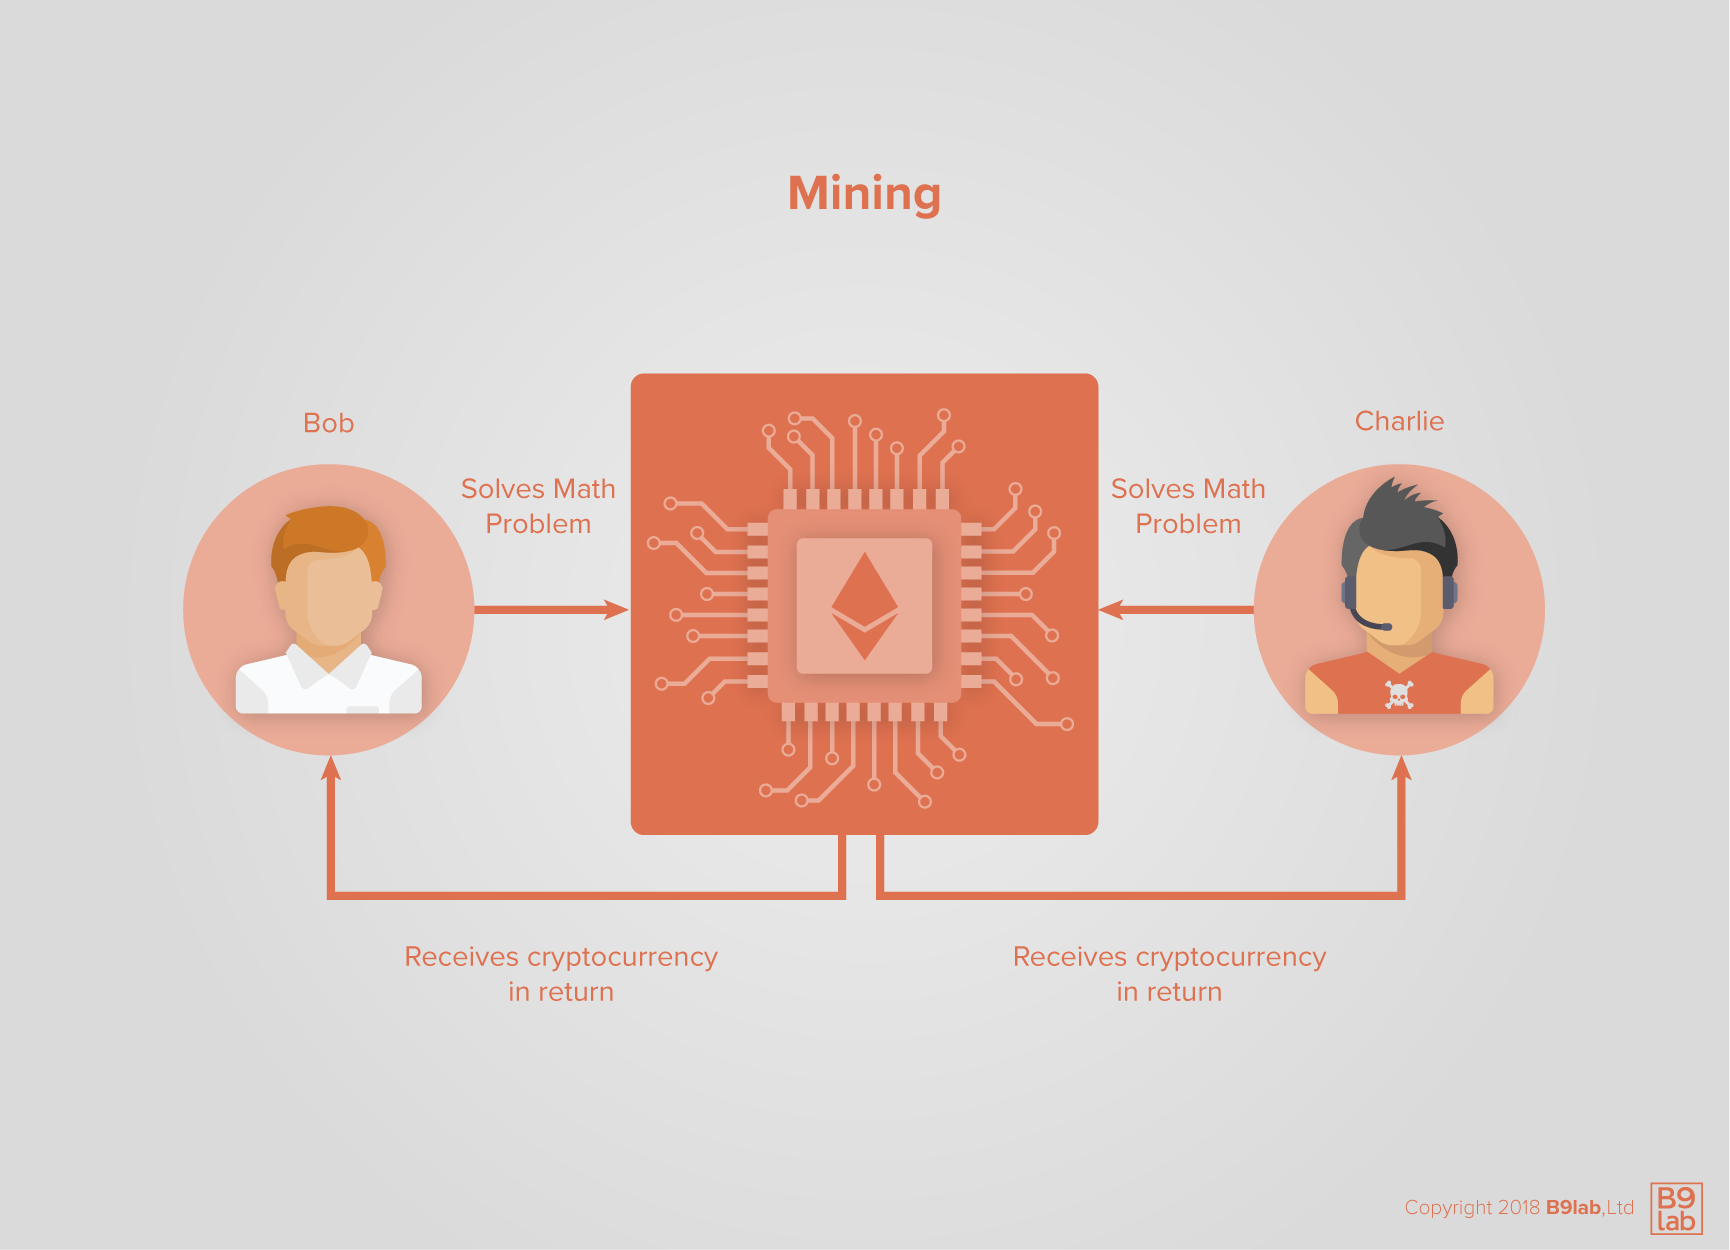 Mining
Bob
Charlie
Solves Math
Problem
Solves Math
Problem
Receives cryptocurrency
in return
Receives cryptocurrency
in return
Copyright 2018 B9lab,Ltd
B9
lab